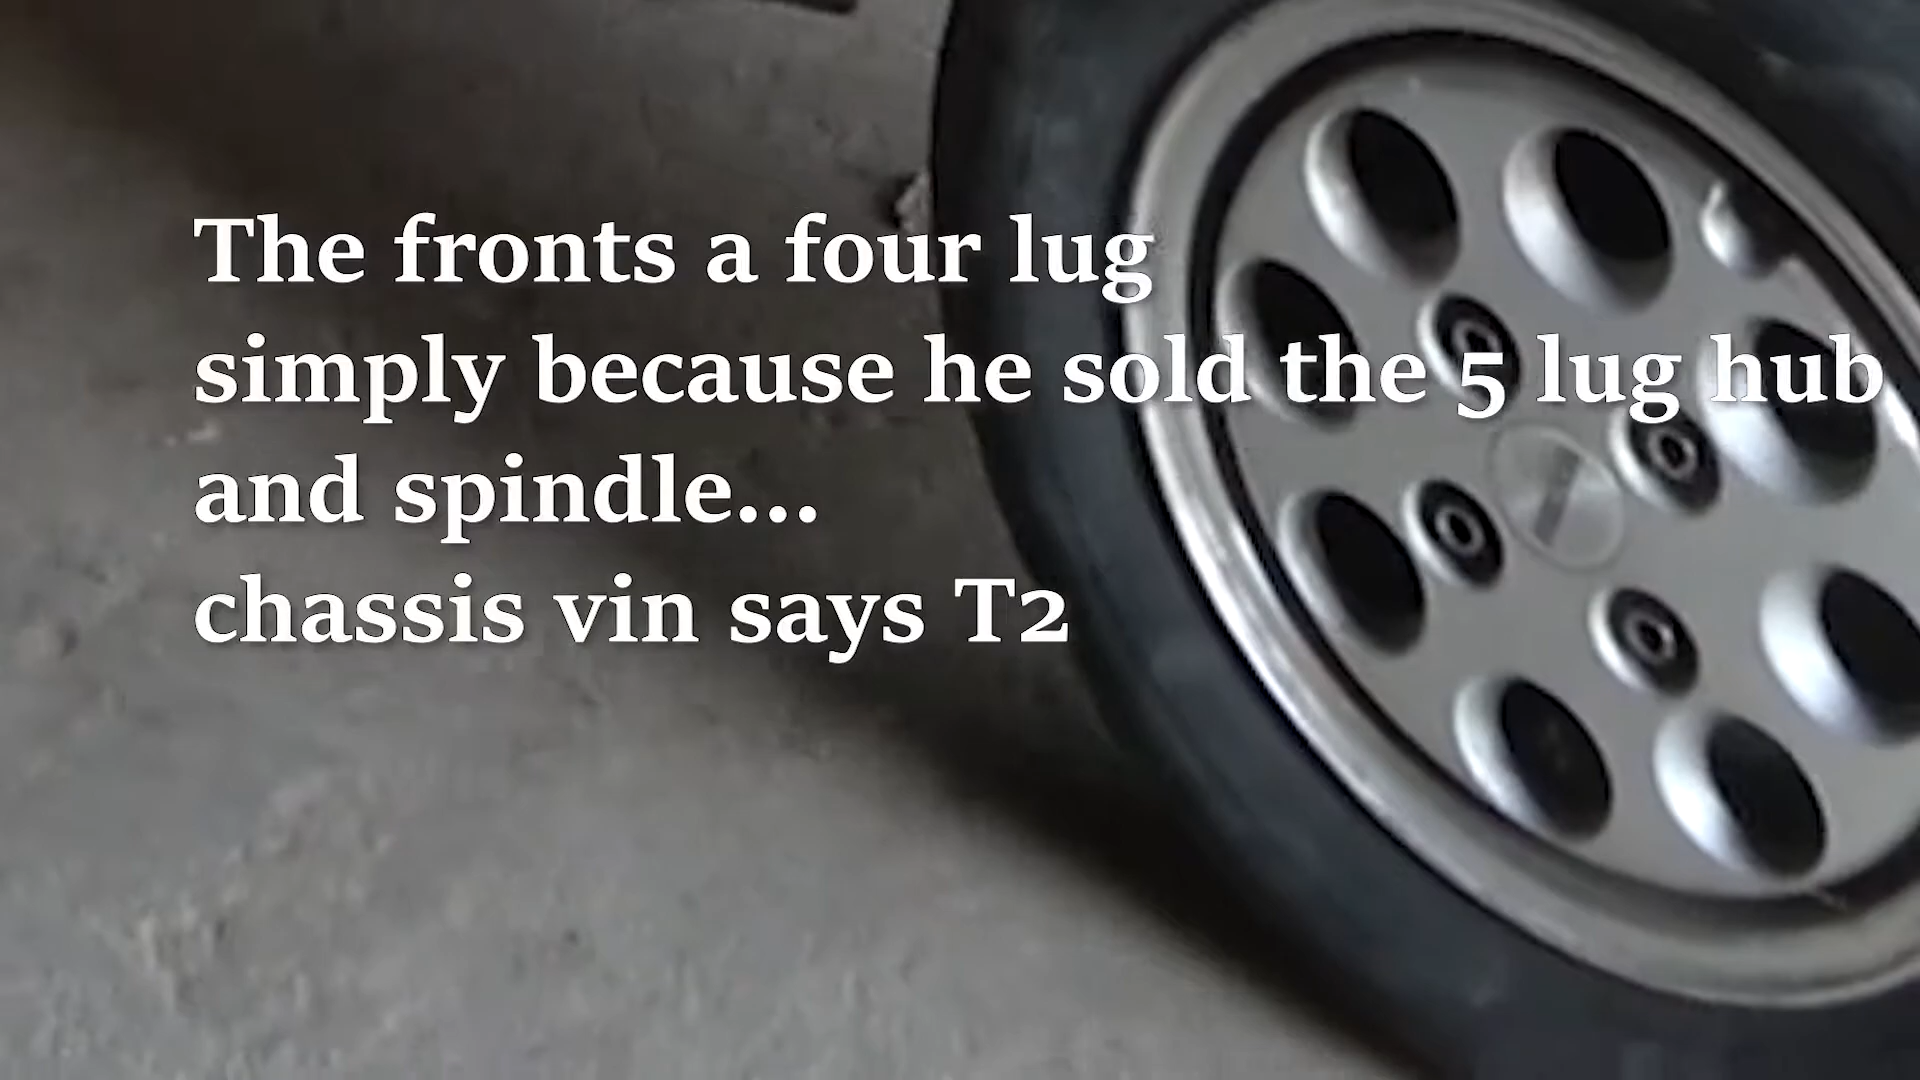 The fronts a four lug
simply because he sold the 5 lug hub
and spindle...
chassis vin says T2